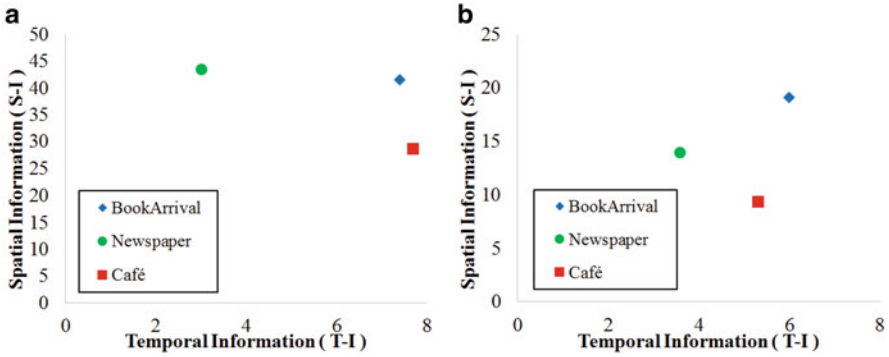 a
50
45
40
35
30
25
20
15
10
5
0
Spatial Information ( S-I )
BookArrival
Newspaper
Café
0 2 4 6 8
Temporal Information ( T-I )
b
25
20
15
10
5
0
Spatial Information ( S-I )
BookArrival
Newspaper
Café
0 2 4 6 8
Temporal Information ( T-I )